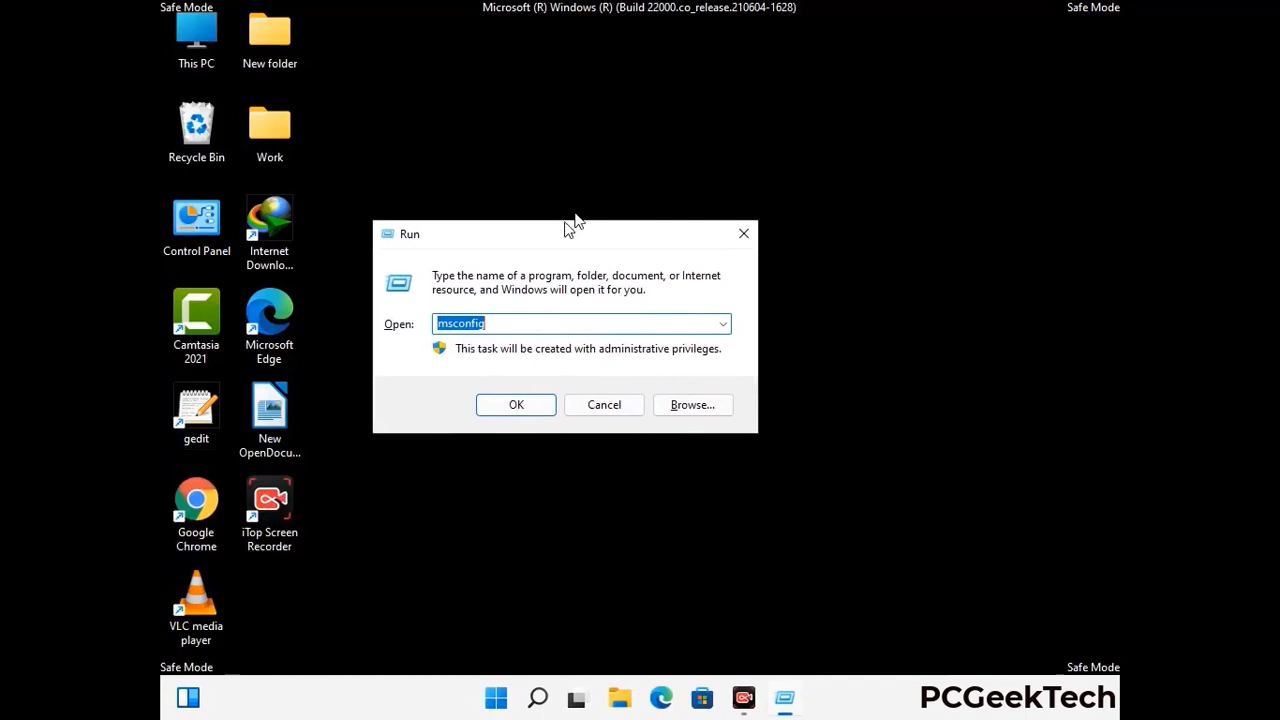 Safe Mode
Microsoft (R) Windows (R) (Build 22000.co_release.210604-1628)
Safe Mode
This PC
New folder
Recycle Bin
Work
Control Panel
Internet
Downlo...
Camtasia
2021
Microsoft
Edge
gedit
New
OpenDocu...
Google
Chrome
iTop Screen
Recorder
VLC media
player
Run
Type the name of a program, folder, document, or Internet
resource, and Windows will open it for you.
Open:
msconfig
This task will be created with administrative privileges.
OK
Cancel
Browse...
Safe Mode
Safe Mode
PCGeekTech